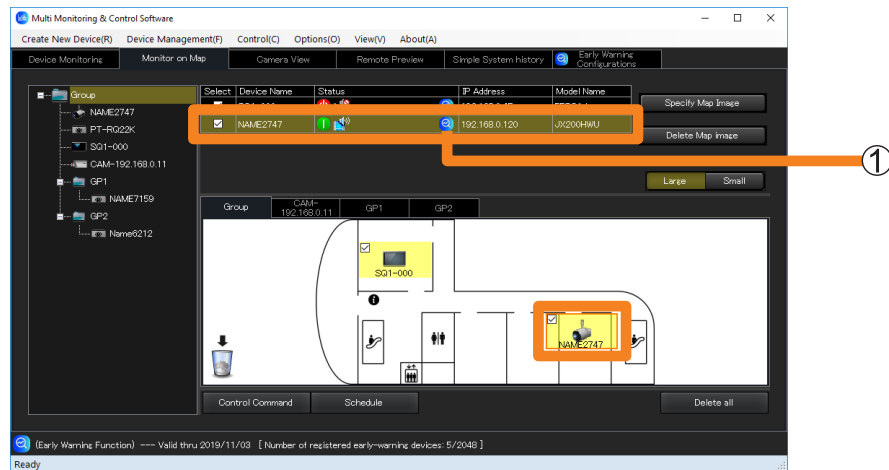 Multi Monitoring & Control Software
Create New Device(R) Device Management(F) Control(C) Options(O) View(V) About(A)
Device Monitoring Monitor on Map Camera View Remote Preview Simple System history Early Warning Configurations
Select Device Name Status IP Address Model Name
NAME2747 192.168.0.120 JX200HWU
Specify Map Image
Delete Map image
①
Large Small
Group
NAME2747
PT-RQ22K
SQ1-000
CAM-192.168.0.11
GP1
NAME7159
GP2
Name6212
Group CAM-192.168.0.11 GP1 GP2
SQ1-000
NAME2747
Control Command Schedule Delete all
(Early Warning Function) --- Valid thru 2019/11/03 [ Number of registered early-warning devices: 5/2048 ]
Ready